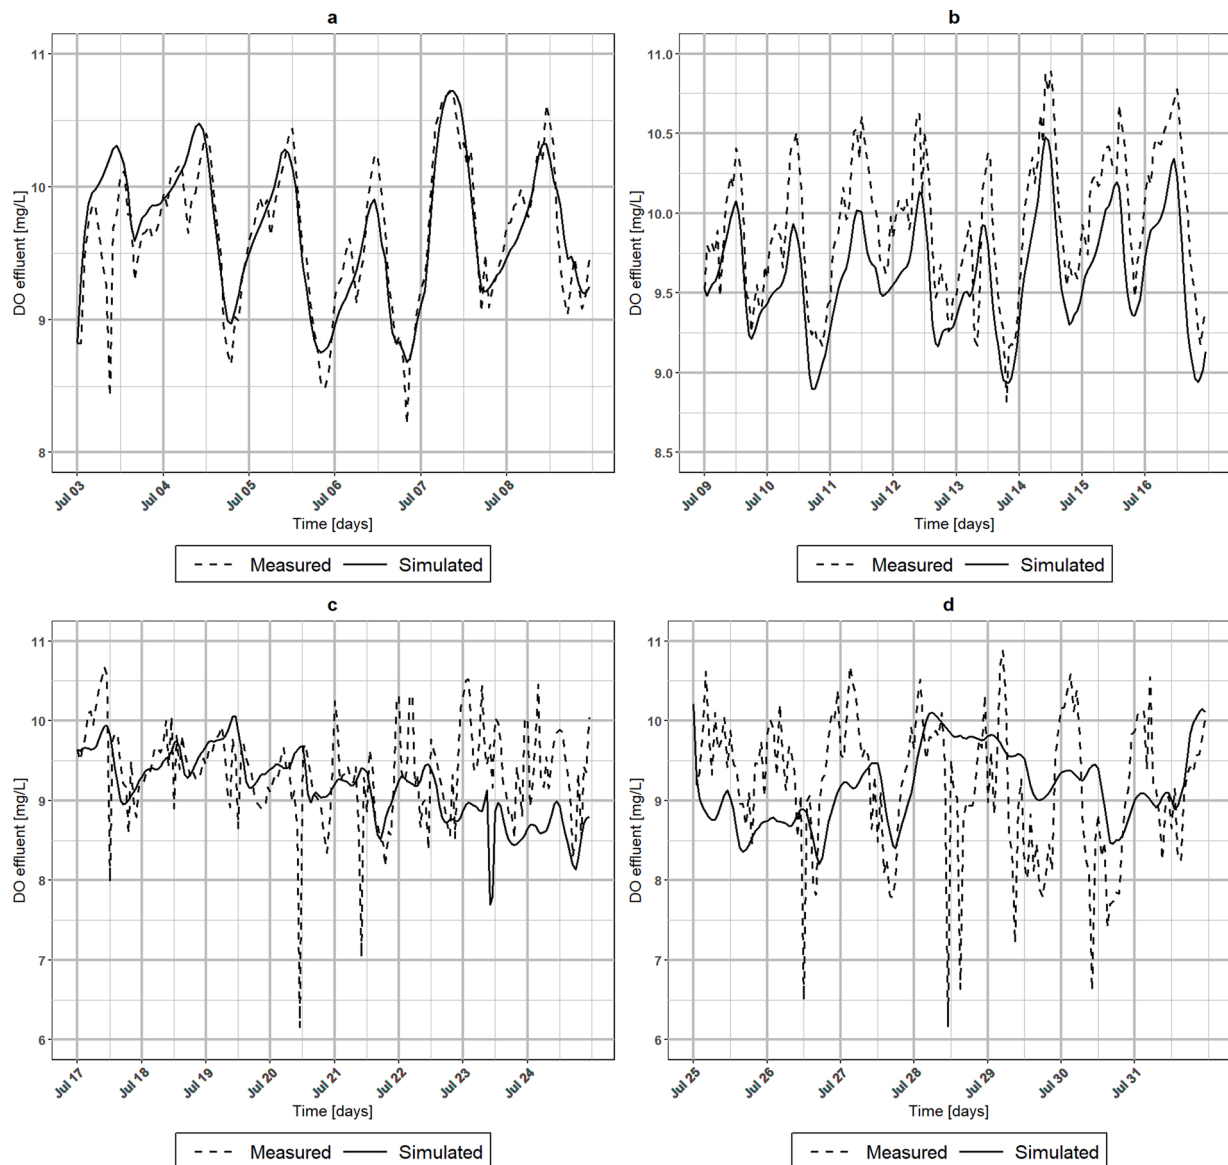 a
11
10
9
8
DO effluent [mg/L]
Jul 03
Jul 04
Jul 05
Jul 06
Jul 07
Jul 08
Time [days]
Measured Simulated
b
11.0
10.5
10.0
9.5
9.0
8.5
DO effluent [mg/L]
Jul 09
Jul 10
Jul 11
Jul 12
Jul 13
Jul 14
Jul 15
Jul 16
Time [days]
Measured Simulated
c
11
10
9
8
7
6
DO effluent [mg/L]
Jul 17
Jul 18
Jul 19
Jul 20
Jul 21
Jul 22
Jul 23
Jul 24
Time [days]
Measured Simulated
d
11
10
9
8
7
6
DO effluent [mg/L]
Jul 25
Jul 26
Jul 27
Jul 28
Jul 29
Jul 30
Jul 31
Time [days]
Measured Simulated